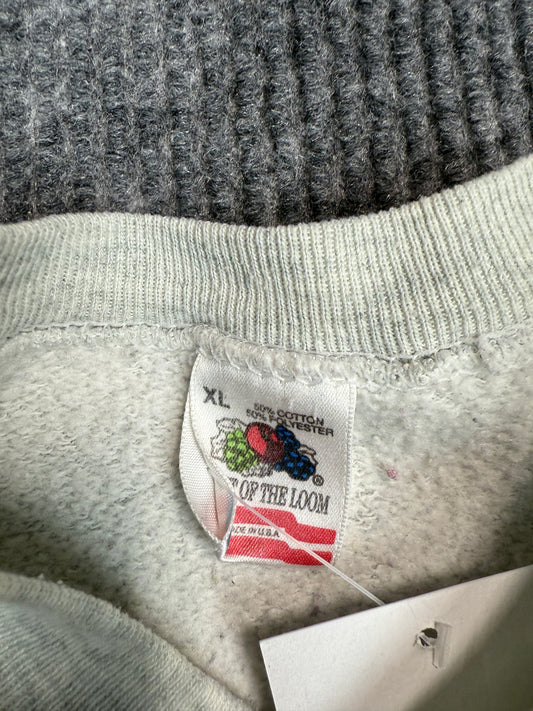 XL
50% COTTON
50% POLYESTER
®
OF THE LOOM
MADE IN U.S.A.